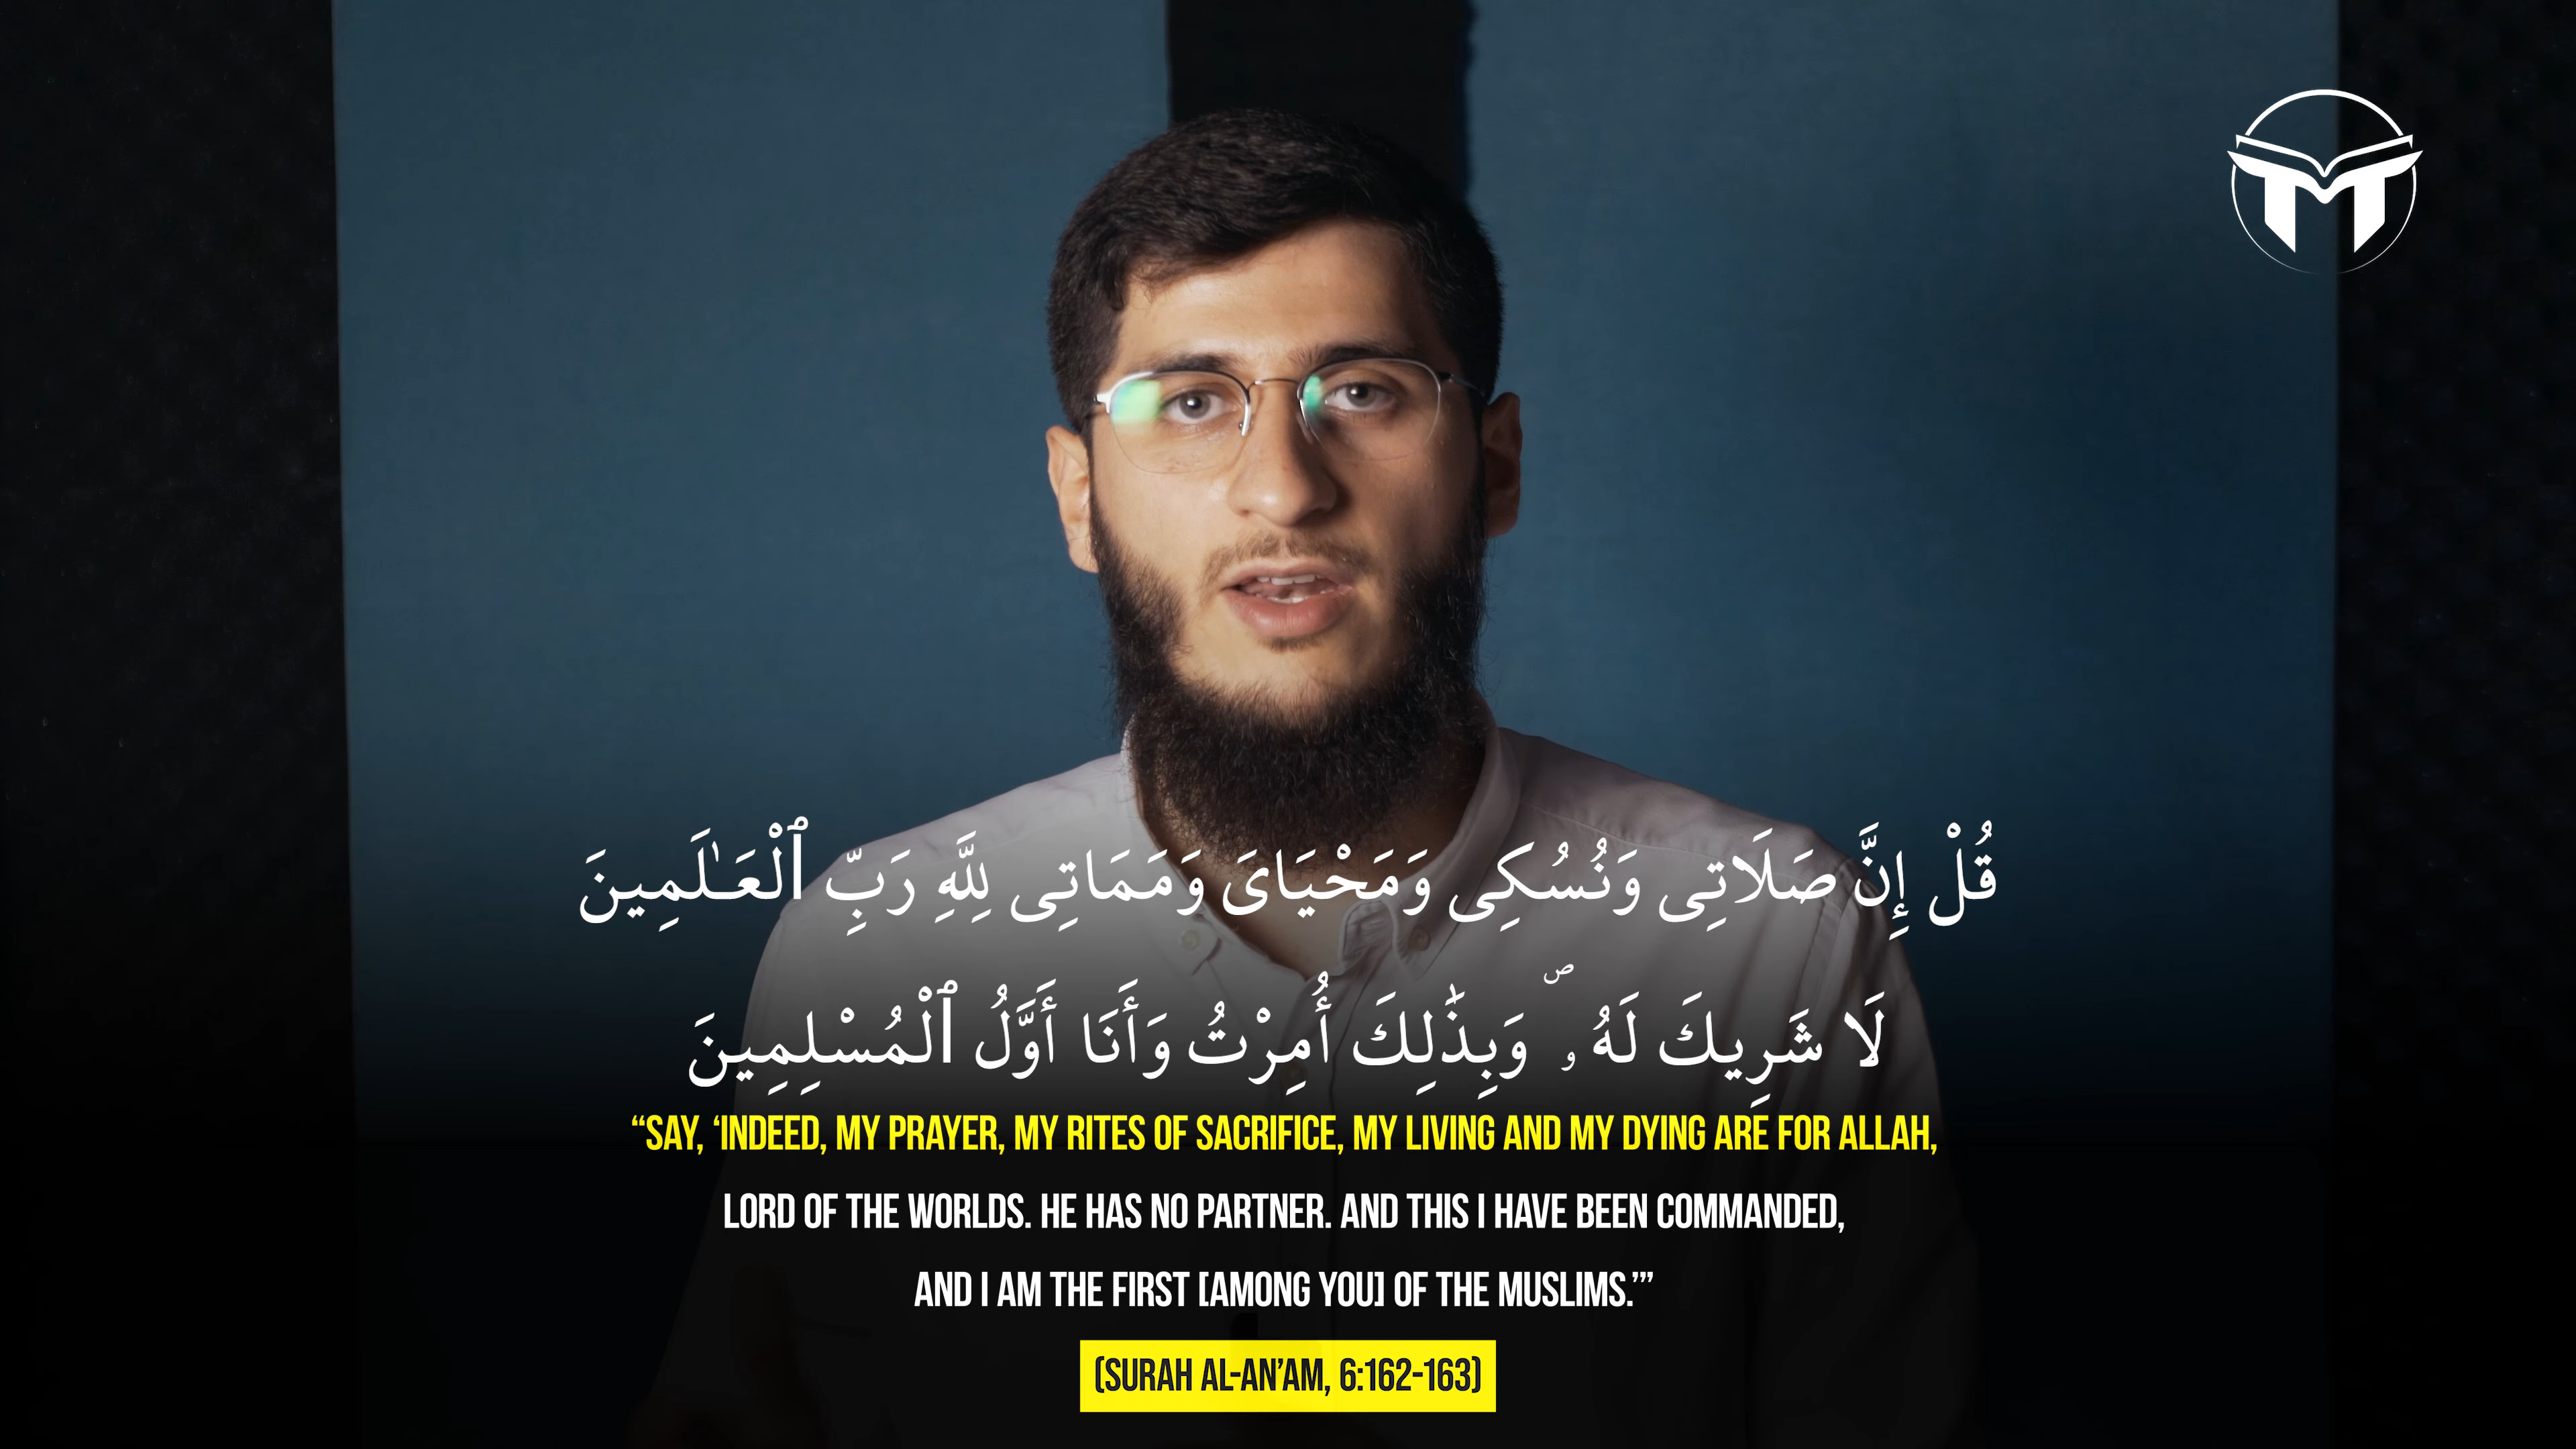 قُلْ إِنَّ صَلَاتِى وَنُسُكِى وَمَحْيَاىَ وَمَمَاتِى لِلَّهِ رَبِّ ٱلْعَـٰلَمِينَ
لَا شَرِيكَ لَهُۥ ۖ وَبِذَٰلِكَ أُمِرْتُ وَأَنَا أَوَّلُ ٱلْمُسْلِمِينَ
“SAY, ‘INDEED, MY PRAYER, MY RITES OF SACRIFICE, MY LIVING AND MY DYING ARE FOR ALLAH,
LORD OF THE WORLDS. HE HAS NO PARTNER. AND THIS I HAVE BEEN COMMANDED,
AND I AM THE FIRST [AMONG YOU] OF THE MUSLIMS.’”
(SURAH AL-AN’AM, 6:162-163)